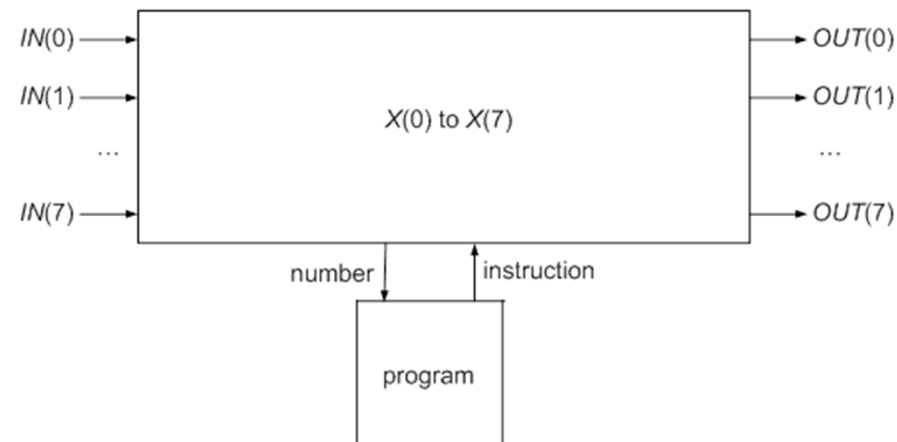 IN(0) OUT(0)
IN(1) OUT(1)
X(0) to X(7)
... ...
IN(7) OUT(7)
number instruction
program